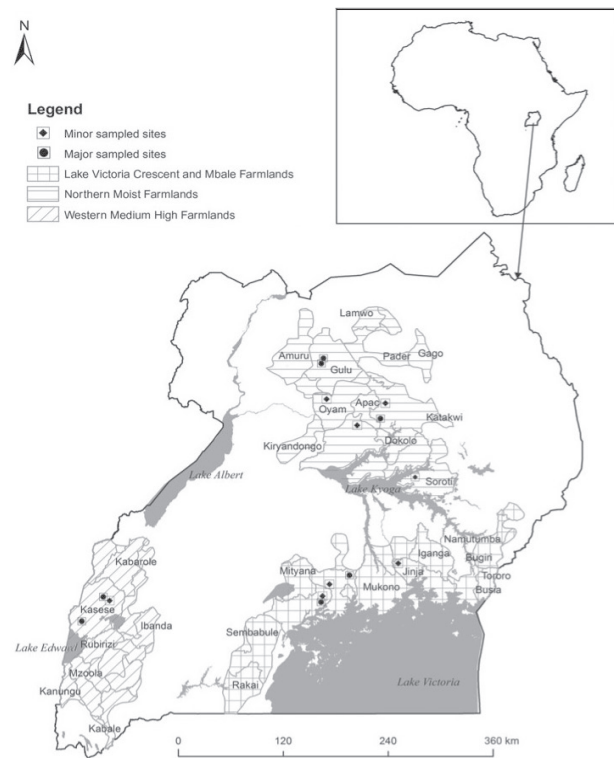 N
Legend
Minor sampled sites
Major sampled sites
Lake Victoria Crescent and Mbale Farmlands
Northern Moist Farmlands
Western Medium High Farmlands
Lamwo
Amuru
Pader
Gago
Gulu
Oyam
Apac
Katakwi
Kiryandongo
Dokolo
Lake Albert
Lake Kyoga
Soroti
Namutumba
Kabarole
Mityana
Iganga
Bugiri
Jinja
Tororo
Kasese
Mukono
Busia
Ibanda
Sembabule
Lake Edward
Rubirizi
Mzoola
Lake Victoria
Kanungu
Rakai
Kabale
0 120 240 360 km